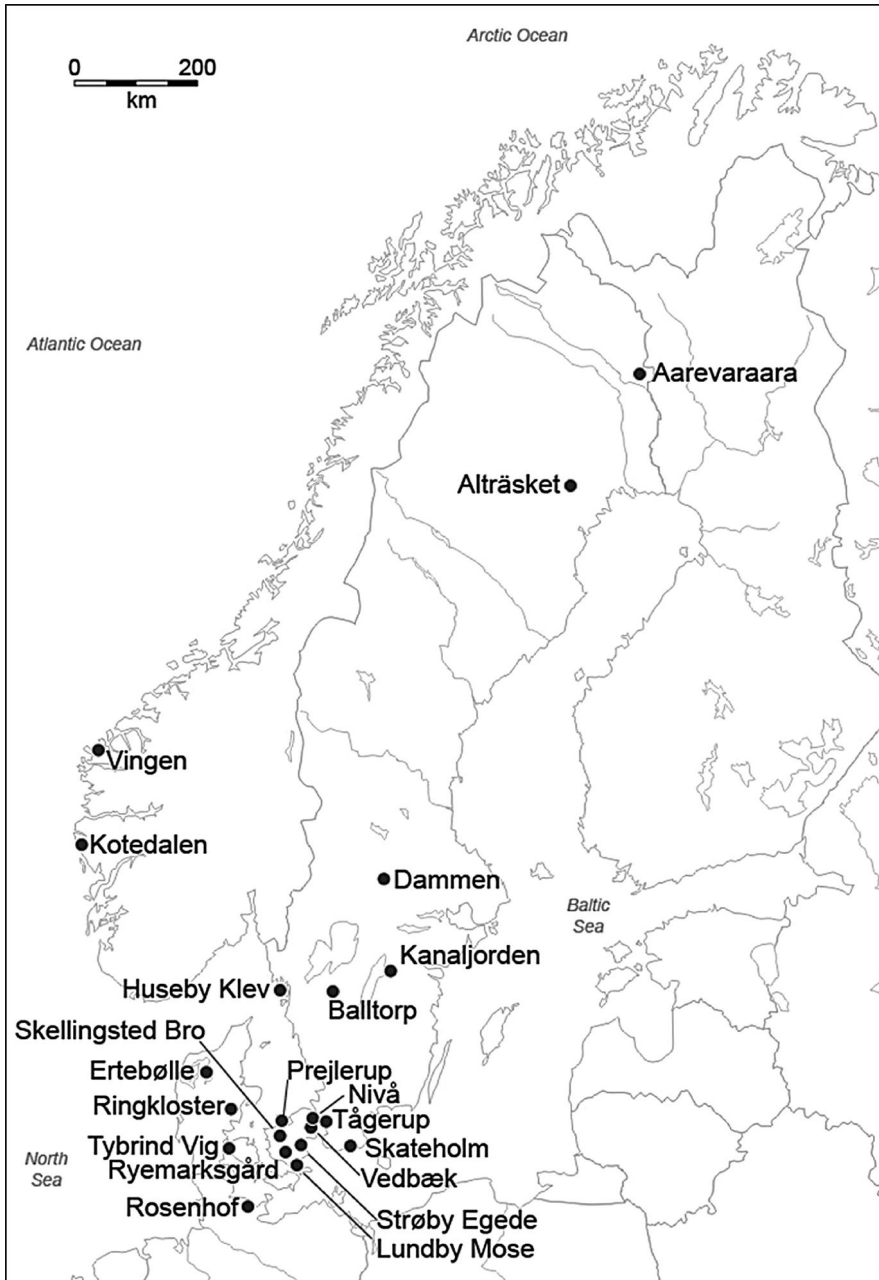 Arctic Ocean
0 200
km
Atlantic Ocean
Aarevaraara
Alträsket
Vingen
Kotedalen
Dammen
Baltic
Sea
Kanaljorden
Huseby Klev
Balltorp
Skellingsted Bro
Ertebølle
Prejlerup
Nivå
Ringkloster
Tågerup
Tybrind Vig
Skateholm
North
Sea
Ryemarksgård
Vedbæk
Rosenhof
Strøby Egede
Lundby Mose